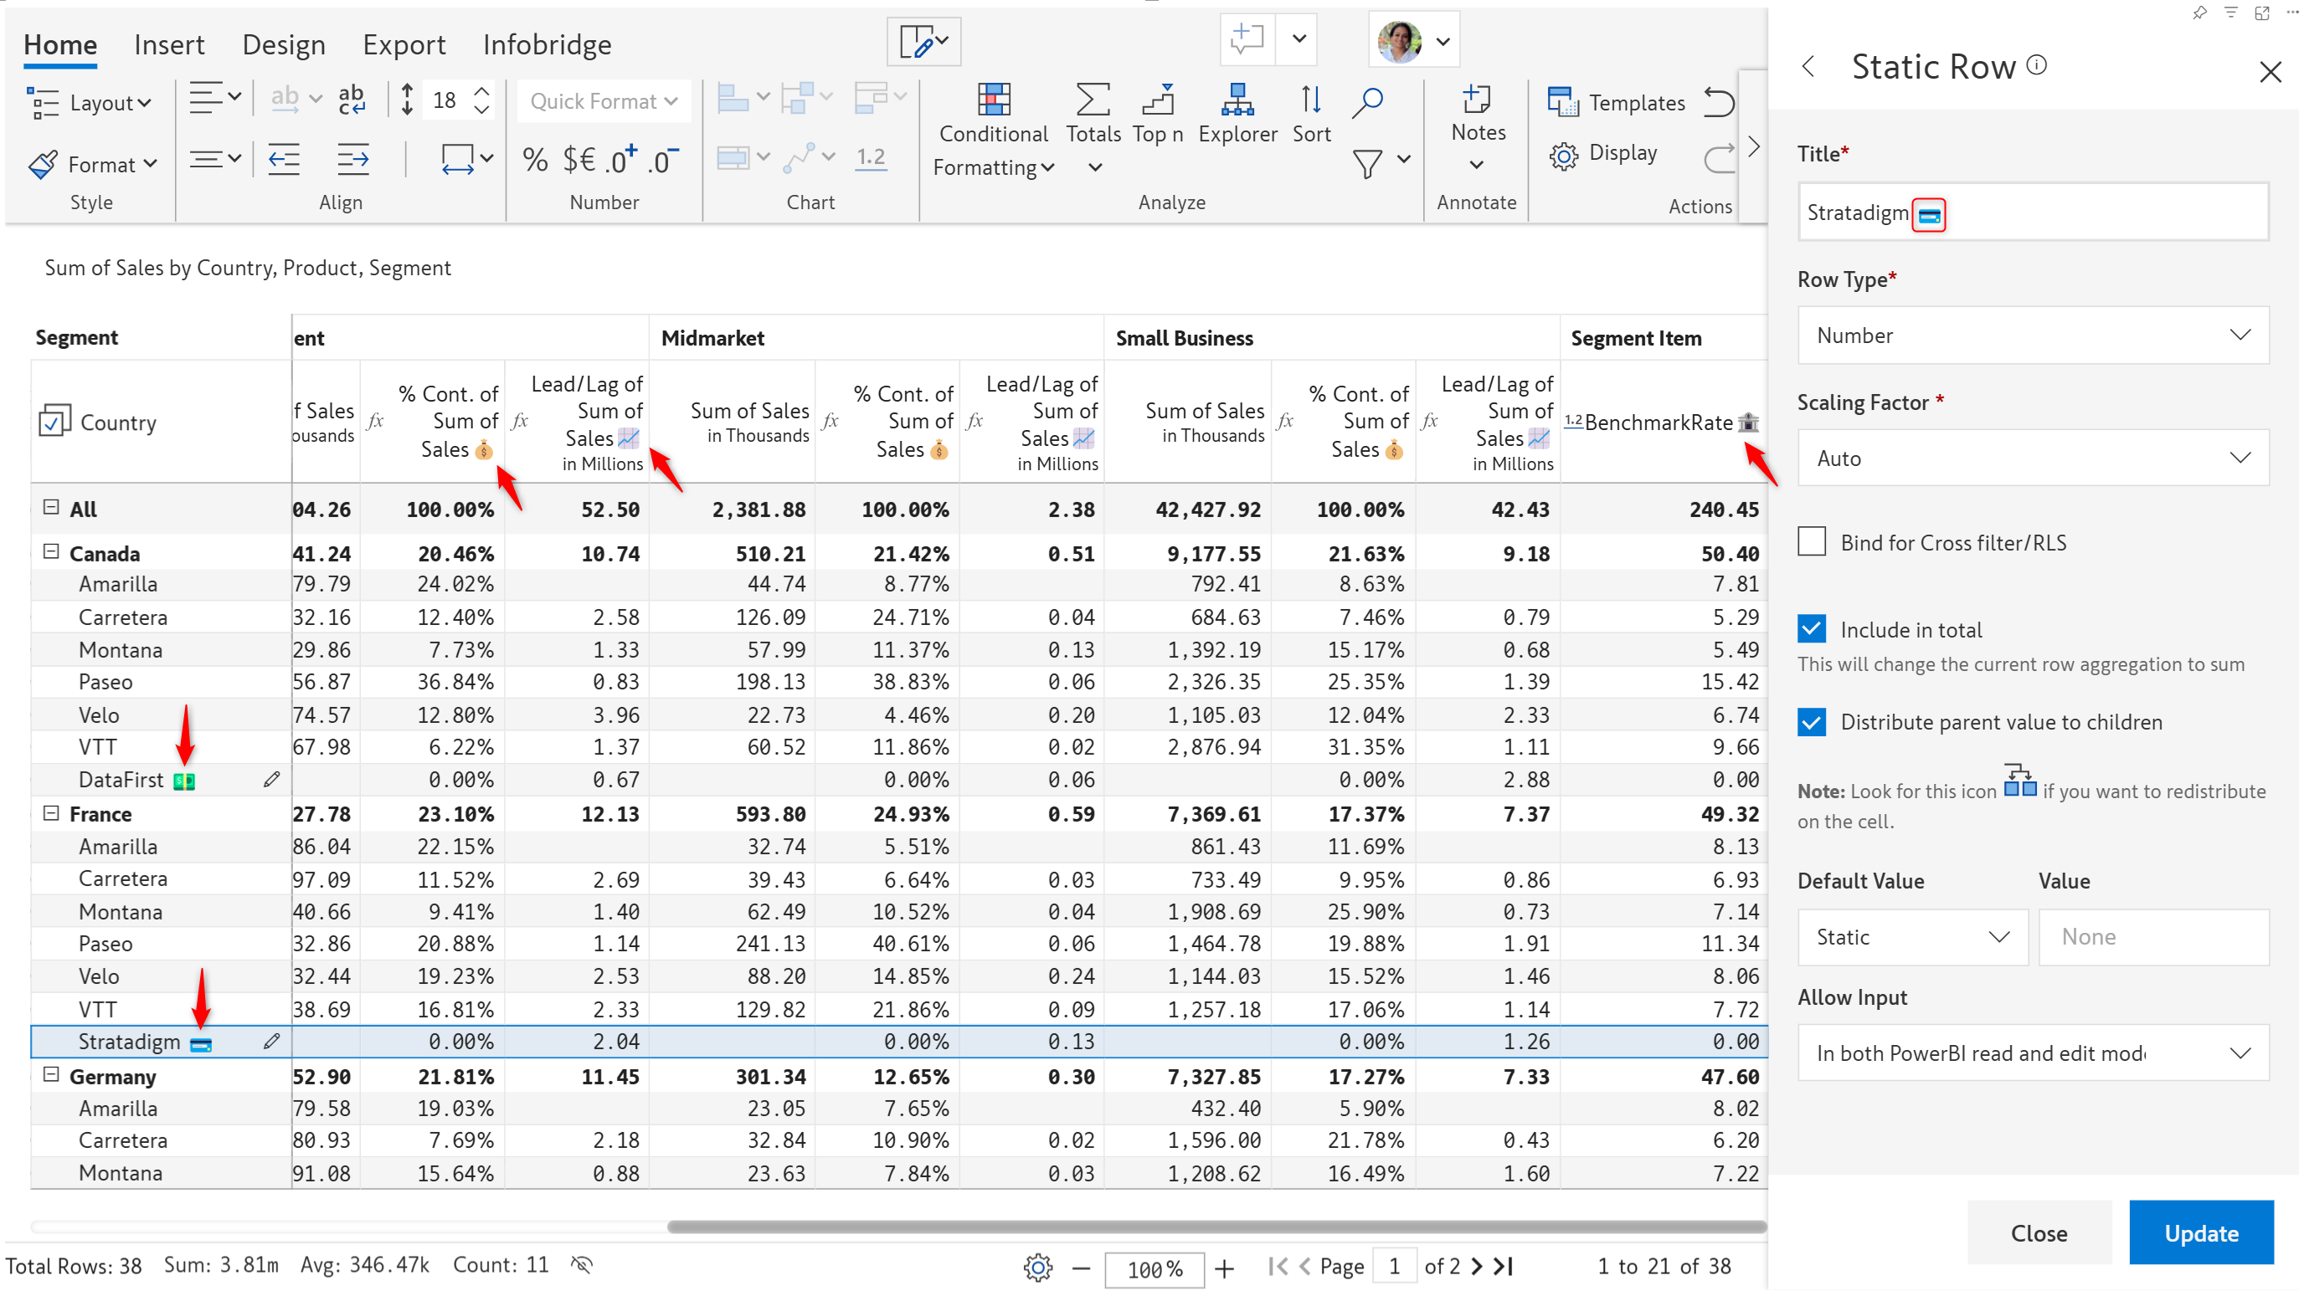 Home Insert Design Export Infobridge
Layout
Format
Style
ab
ab
c
18
Align
Quick Format
% $€ .0+ .0-
Number
1.2
Chart
Conditional
Formatting
Totals
Top n
Explorer
Sort
Analyze
Notes
Annotate
Templates
Display
Actions
Sum of Sales by Country, Product, Segment
Segment ent Midmarket Small Business Segment Item
Country
f Sales
ousands
fx % Cont. of
Sum of
Sales 💰
fx Lead/Lag of
Sum of
Sales 📈
in Millions
Sum of Sales
in Thousands
fx % Cont. of
Sum of
Sales 💰
fx Lead/Lag of
Sum of
Sales 📈
in Millions
Sum of Sales
in Thousands
fx % Cont. of
Sum of
Sales 💰
fx Lead/Lag of
Sum of
Sales 📈
in Millions
1.2 BenchmarkRate 🏦
All 04.26 100.00% 52.50 2,381.88 100.00% 2.38 42,427.92 100.00% 42.43 240.45
Canada 41.24 20.46% 10.74 510.21 21.42% 0.51 9,177.55 21.63% 9.18 50.40
Amarilla 79.79 24.02% 44.74 8.77% 792.41 8.63% 7.81
Carretera 32.16 12.40% 2.58 126.09 24.71% 0.04 684.63 7.46% 0.79 5.29
Montana 29.86 7.73% 1.33 57.99 11.37% 0.13 1,392.19 15.17% 0.68 5.49
Paseo 56.87 36.84% 0.83 198.13 38.83% 0.06 2,326.35 25.35% 1.39 15.42
Velo 74.57 12.80% 3.96 22.73 4.46% 0.20 1,105.03 12.04% 2.33 6.74
VTT 67.98 6.22% 1.37 60.52 11.86% 0.02 2,876.94 31.35% 1.11 9.66
DataFirst 💵 0.00% 0.67 0.00% 0.06 0.00% 2.88 0.00
France 27.78 23.10% 12.13 593.80 24.93% 0.59 7,369.61 17.37% 7.37 49.32
Amarilla 86.04 22.15% 32.74 5.51% 861.43 11.69% 8.13
Carretera 97.09 11.52% 2.69 39.43 6.64% 0.03 733.49 9.95% 0.86 6.93
Montana 40.66 9.41% 1.40 62.49 10.52% 0.04 1,908.69 25.90% 0.73 7.14
Paseo 32.86 20.88% 1.14 241.13 40.61% 0.06 1,464.78 19.88% 1.91 11.34
Velo 32.44 19.23% 2.53 88.20 14.85% 0.24 1,144.03 15.52% 1.46 8.06
VTT 38.69 16.81% 2.33 129.82 21.86% 0.09 1,257.18 17.06% 1.14 7.72
Stratadigm 💳 0.00% 2.04 0.00% 0.13 0.00% 1.26 0.00
Germany 52.90 21.81% 11.45 301.34 12.65% 0.30 7,327.85 17.27% 7.33 47.60
Amarilla 79.58 19.03% 23.05 7.65% 432.40 5.90% 8.02
Carretera 80.93 7.69% 2.18 32.84 10.90% 0.02 1,596.00 21.78% 0.43 6.20
Montana 91.08 15.64% 0.88 23.63 7.84% 0.03 1,208.62 16.49% 1.60 7.22
Total Rows: 38 Sum: 3.81m Avg: 346.47k Count: 11
100% Page 1 of 2 1 to 21 of 38
Static Row
Title*
Stratadigm 💳
Row Type*
Number
Scaling Factor *
Auto
Bind for Cross filter/RLS
Include in total
This will change the current row aggregation to sum
Distribute parent value to children
Note: Look for this icon if you want to redistribute
on the cell.
Default Value Value
Static None
Allow Input
In both PowerBI read and edit mod
Close Update